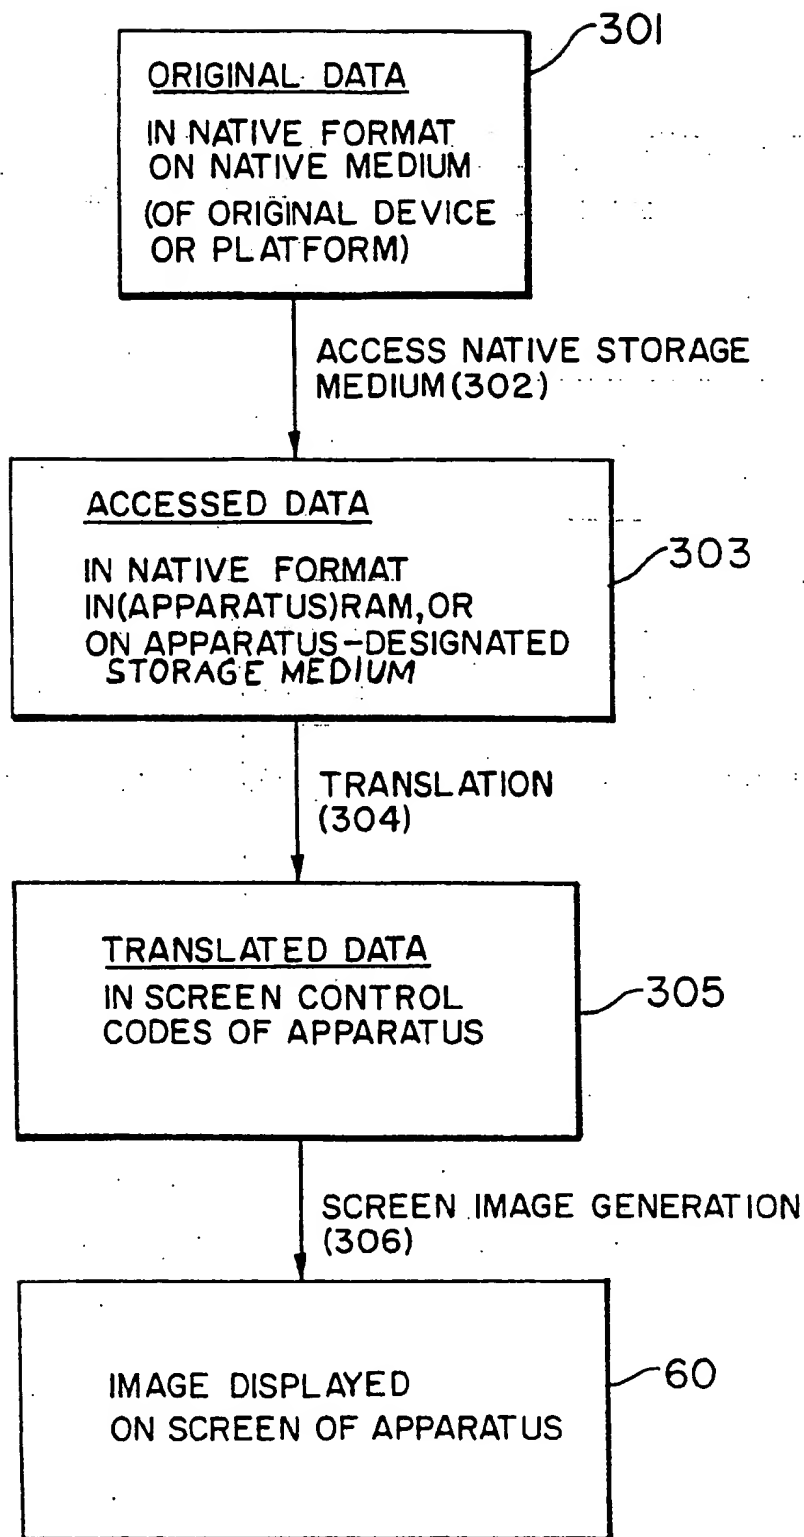 301
ORIGINAL DATA
IN NATIVE FORMAT
ON NATIVE MEDIUM
(OF ORIGINAL DEVICE
OR PLATFORM)
ACCESS NATIVE STORAGE
MEDIUM(302)
ACCESSED DATA
303
IN NATIVE FORMAT
IN(APPARATUS)RAM, OR
ON APPARATUS-DESIGNATED
STORAGE MEDIUM
TRANSLATION
(304)
TRANSLATED DATA
305
IN SCREEN CONTROL
CODES OF APPARATUS
SCREEN IMAGE GENERATION
(306)
60
IMAGE DISPLAYED
ON SCREEN OF APPARATUS